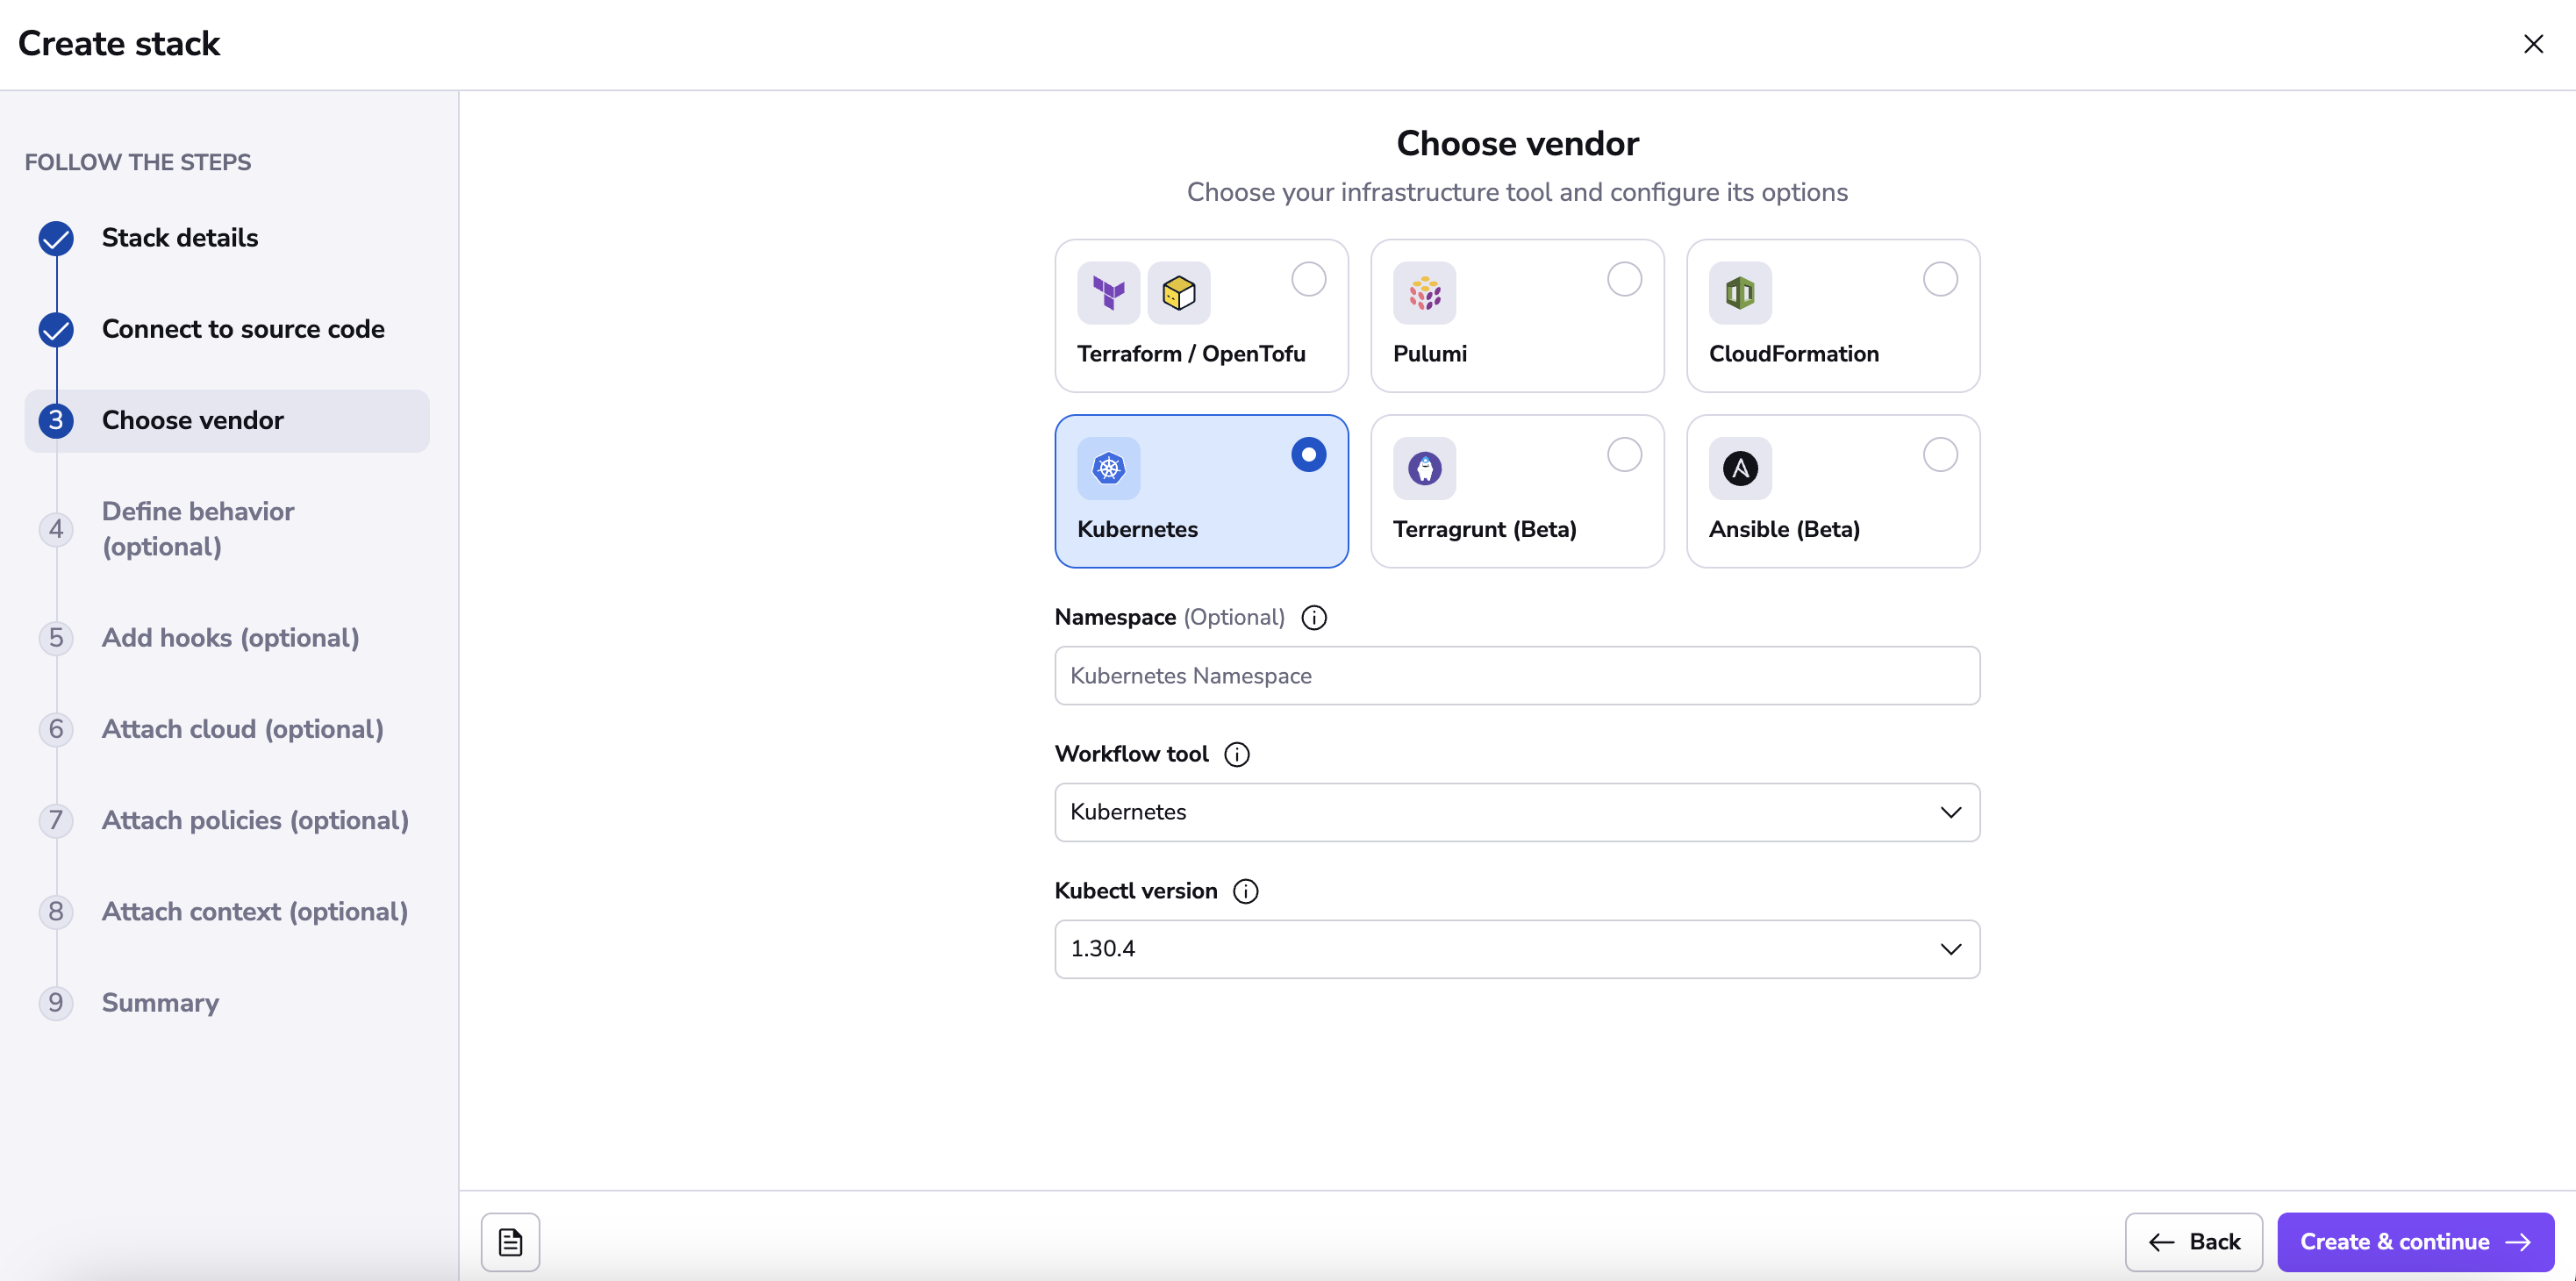 Create stack
FOLLOW THE STEPS
Stack details
Connect to source code
3 Choose vendor
4 Define behavior
(optional)
5 Add hooks (optional)
6 Attach cloud (optional)
7 Attach policies (optional)
8 Attach context (optional)
9 Summary
Choose vendor
Choose your infrastructure tool and configure its options
Terraform / OpenTofu
Pulumi
CloudFormation
Kubernetes
Terragrunt (Beta)
Ansible (Beta)
Namespace (Optional)
Kubernetes Namespace
Workflow tool
Kubernetes
Kubectl version
1.30.4
Back
Create & continue